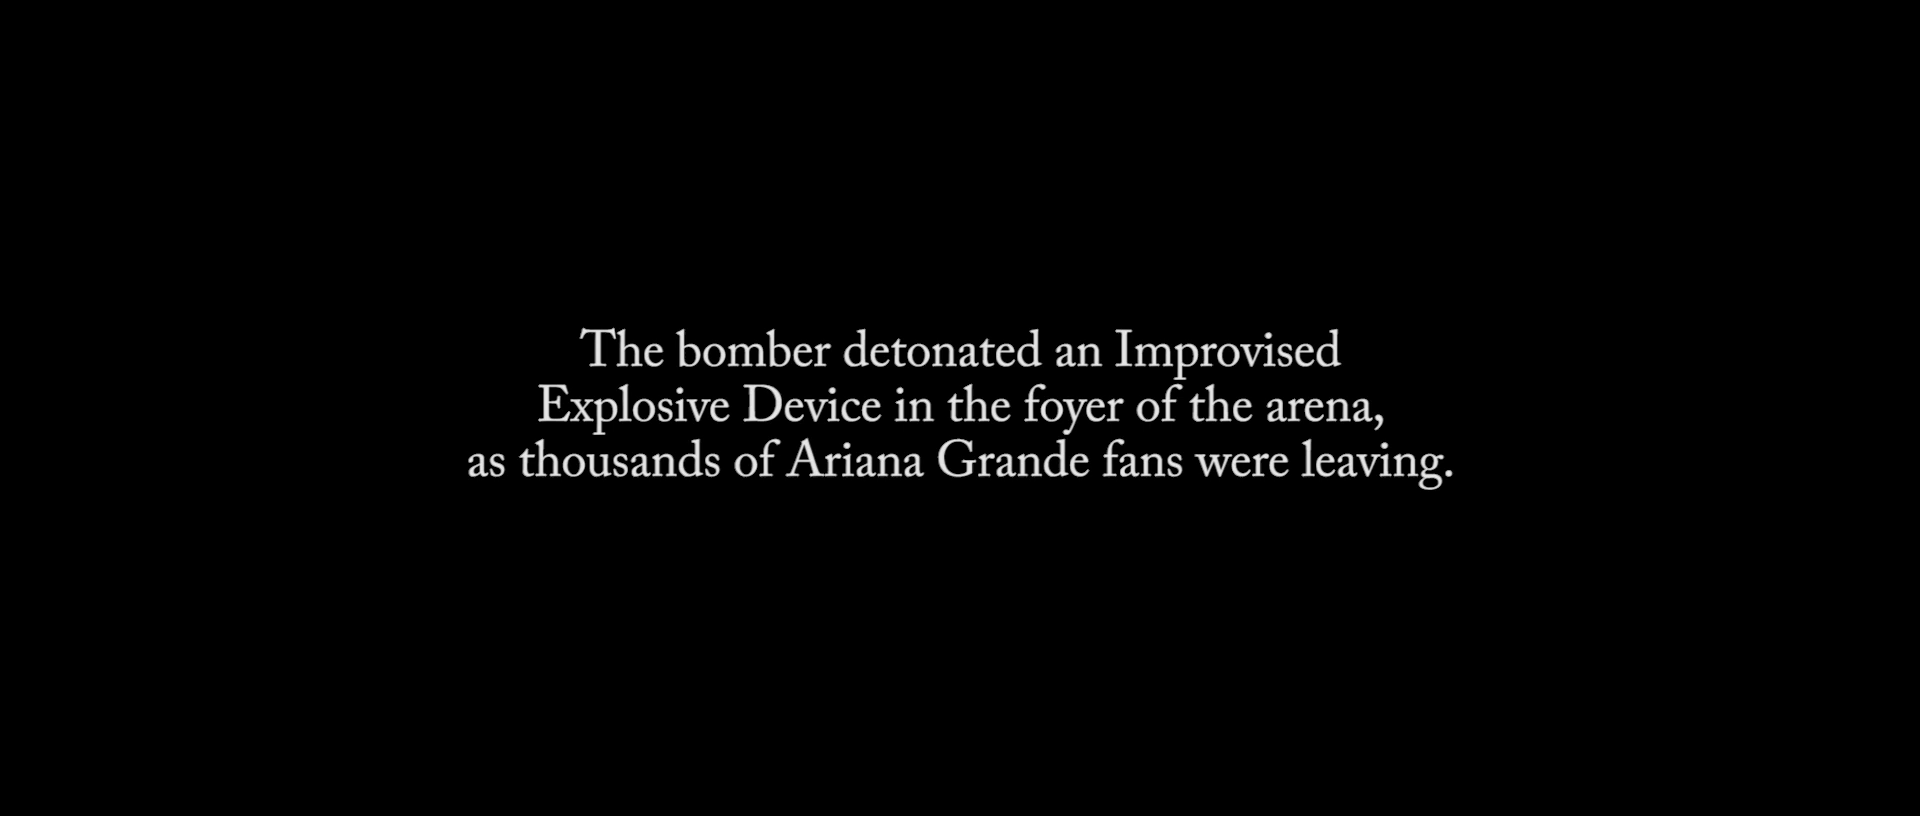 The bomber detonated an Improvised
Explosive Device in the foyer of the arena,
as thousands of Ariana Grande fans were leaving.